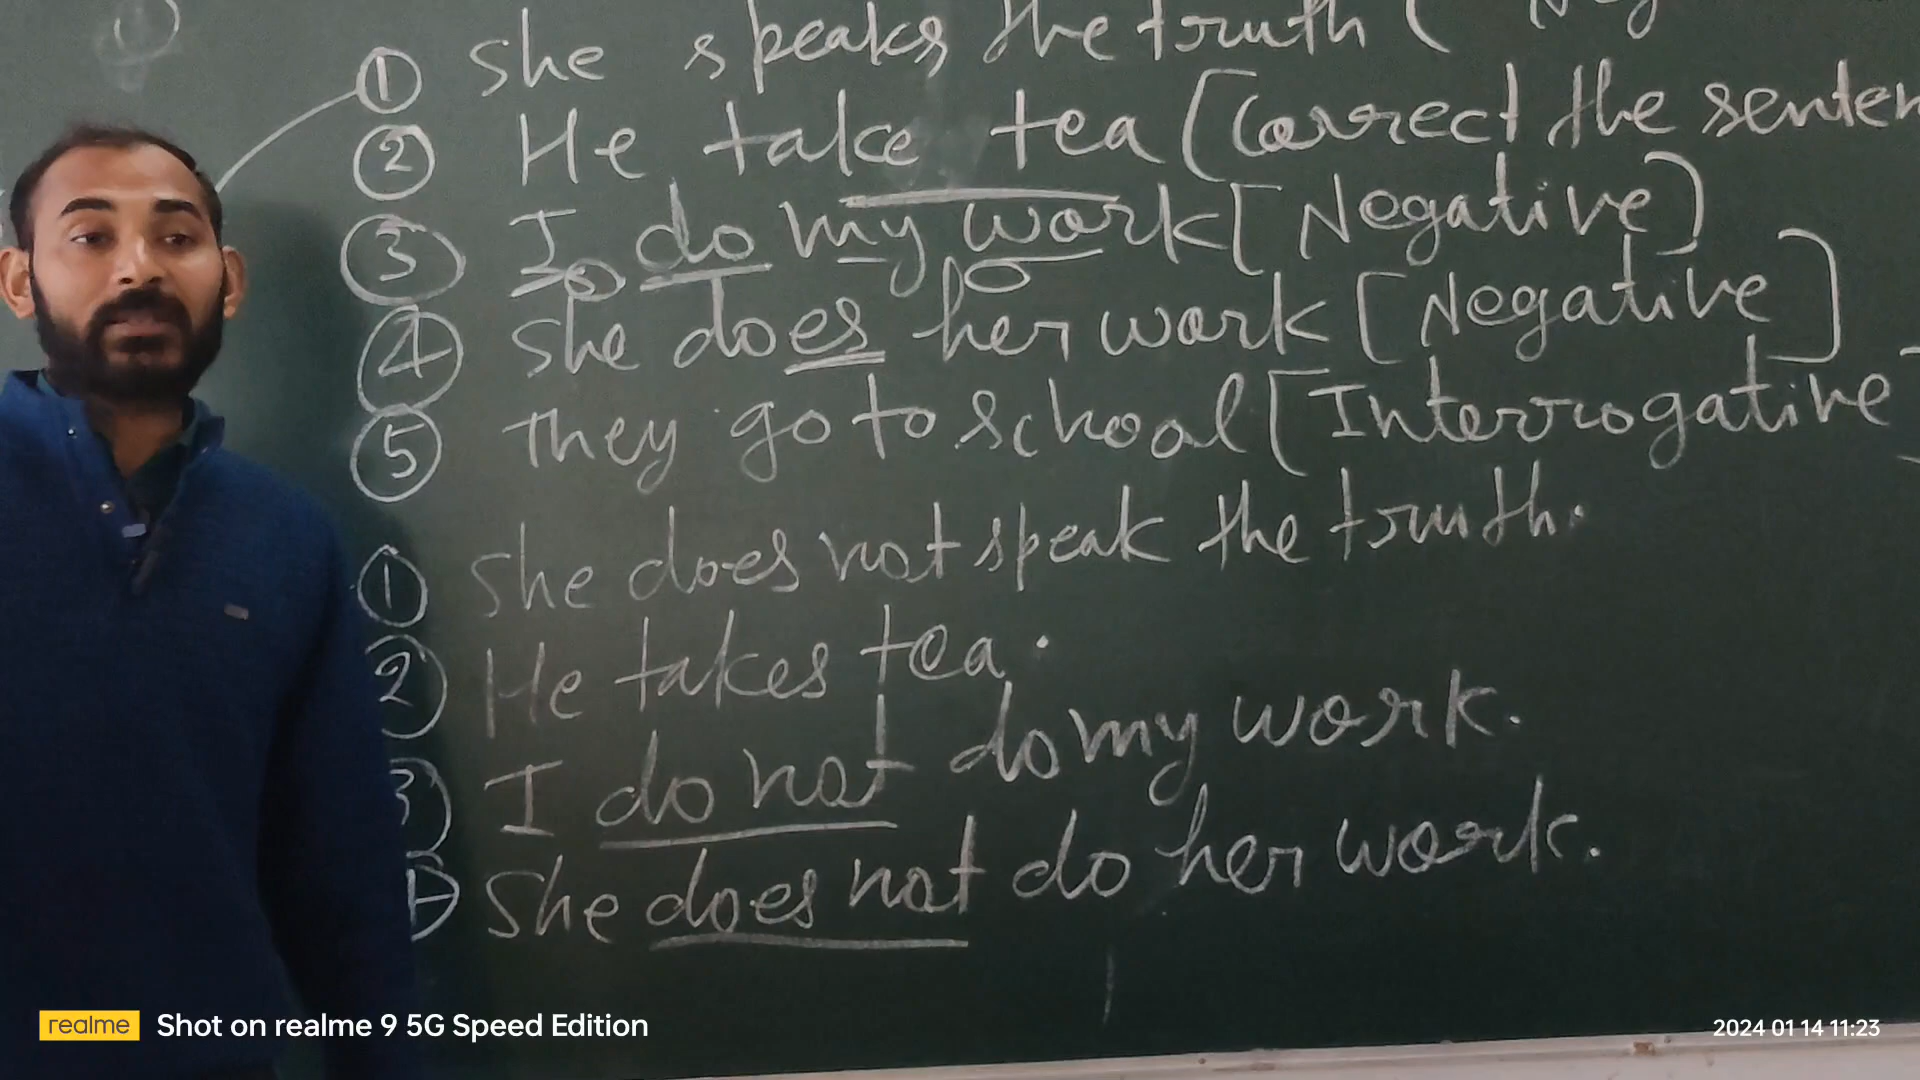 ① She speaks the truth ( Neg
② He take tea [Correct the senten
③ I do my work [Negative]
④ She does her work [Negative]
⑤ They go to school [Interrogative]
① She does not speak the truth.
② He takes tea.
③ I do not do my work.
④ She does not do her work.
realme Shot on realme 9 5G Speed Edition
2024 01 14 11:23